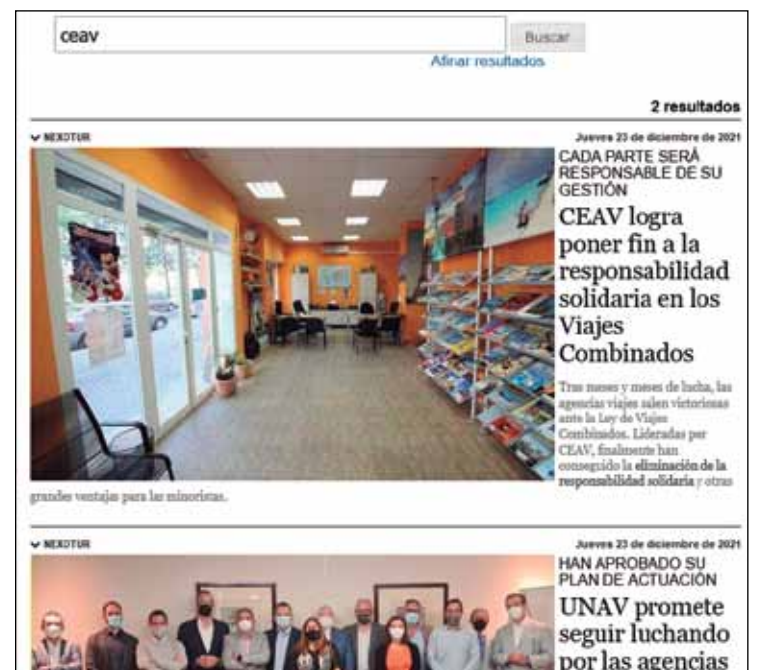 ceav
Buscar
Afinar resultados
2 resultados
NEXOTUR
Jueves 23 de diciembre de 2021
CADA PARTE SERÁ
RESPONSABLE DE SU
GESTIÓN
CEAV logra
poner fin a la
responsabilidad
solidaria en los
Viajes
Combinados
Tras meses y meses de lucha, las
agencias viajes salen victoriosas
ante la Ley de Viajes
Combinados. Lideradas por
CEAV, finalmente han
conseguido la eliminación de la
responsabilidad solidaria y otras
grandes ventajas para las minoristas.
NEXOTUR
Jueves 23 de diciembre de 2021
HAN APROBADO SU
PLAN DE ACTUACIÓN
UNAV promete
seguir luchando
por las agencias